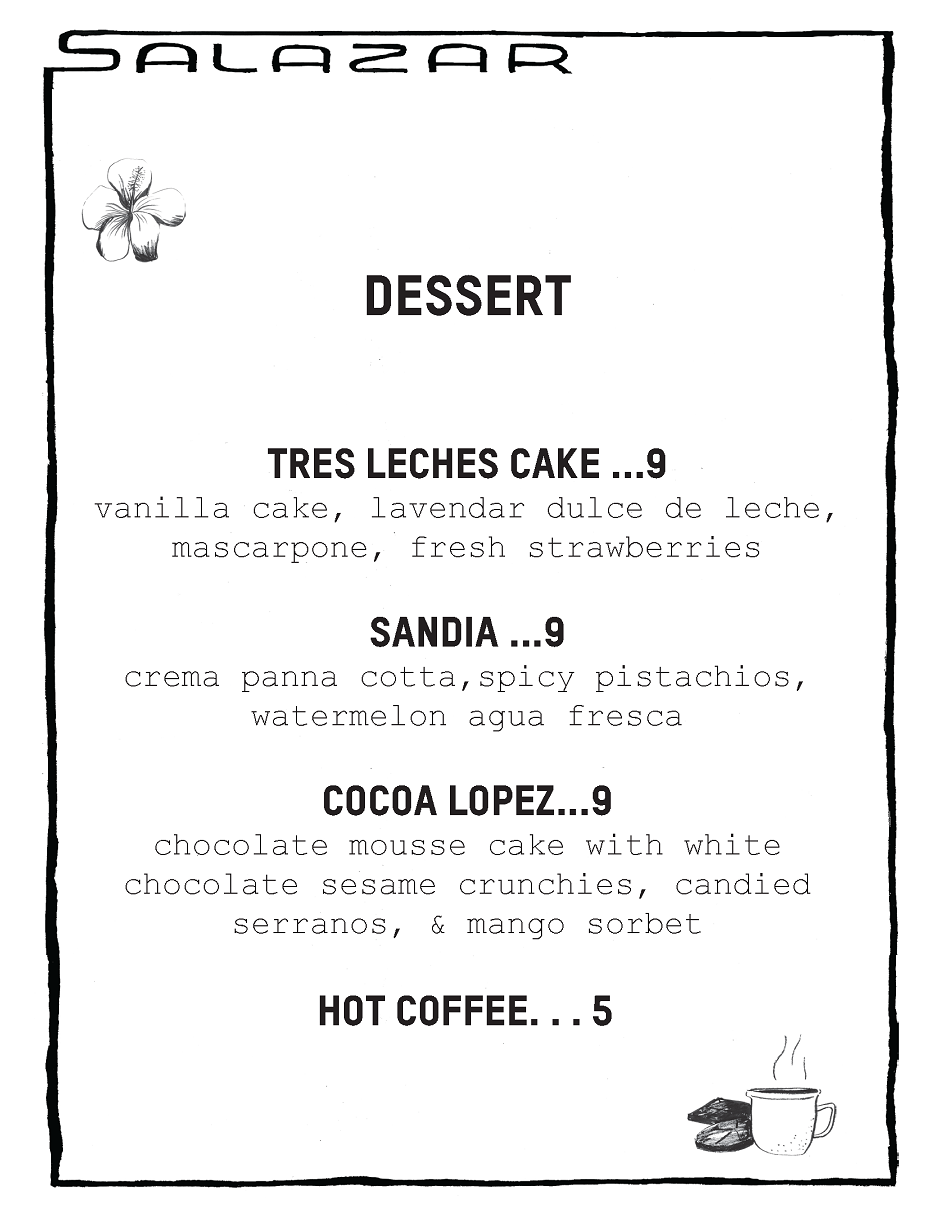 SALAZAR
DESSERT
TRES LECHES CAKE ...9
vanilla cake, lavendar dulce de leche,
mascarpone, fresh strawberries
SANDIA ...9
crema panna cotta,spicy pistachios,
watermelon agua fresca
COCOA LOPEZ...9
chocolate mousse cake with white
chocolate sesame crunchies, candied
serranos, & mango sorbet
HOT COFFEE. . . 5